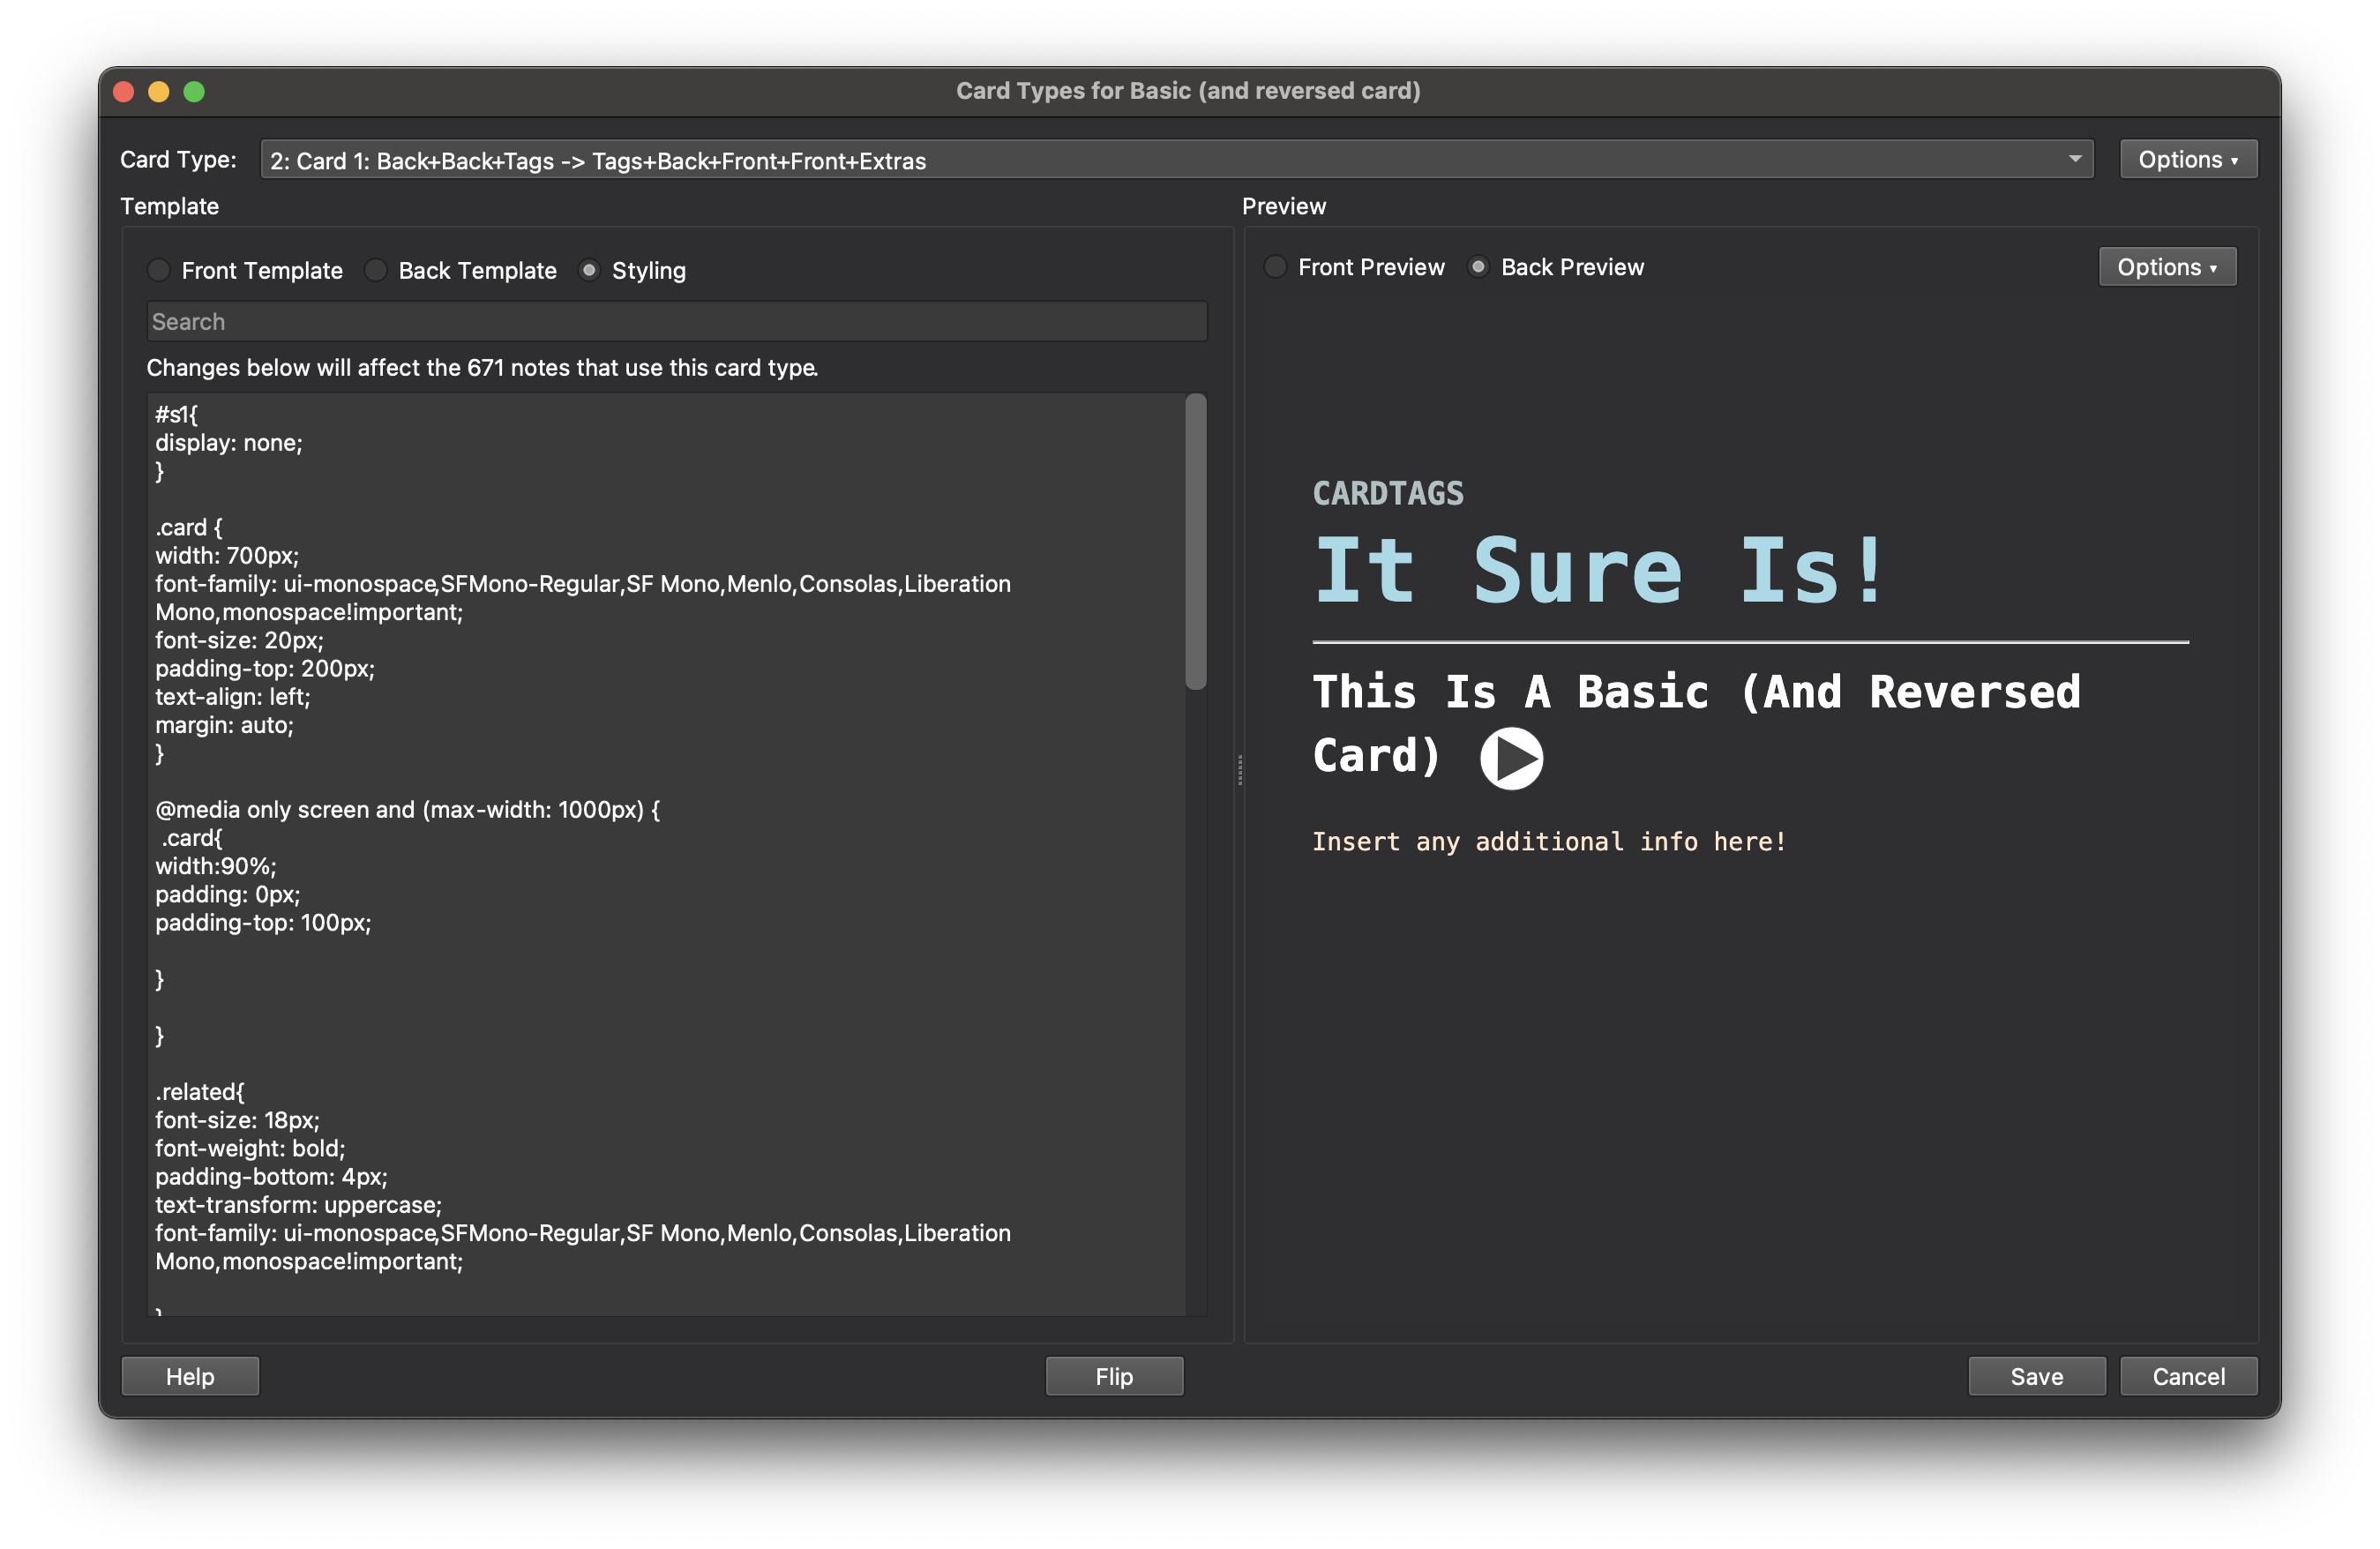 Card Types for Basic (and reversed card)
Card Type: 2: Card 1: Back+Back+Tags -> Tags+Back+Front+Front+Extras Options ▾
Template
Preview
Front Template Back Template Styling
Front Preview Back Preview Options ▾
Search
Changes below will affect the 671 notes that use this card type.
#s1{
display: none;
}
.card {
width: 700px;
font-family: ui-monospace,SFMono-Regular,SF Mono,Menlo,Consolas,Liberation
Mono,monospace!important;
font-size: 20px;
padding-top: 200px;
text-align: left;
margin: auto;
}
@media only screen and (max-width: 1000px) {
.card{
width:90%;
padding: 0px;
padding-top: 100px;
}
}
.related{
font-size: 18px;
font-weight: bold;
padding-bottom: 4px;
text-transform: uppercase;
font-family: ui-monospace,SFMono-Regular,SF Mono,Menlo,Consolas,Liberation
Mono,monospace!important;
}
CARDTAGS
It Sure Is!
This Is A Basic (And Reversed
Card)
Insert any additional info here!
Help Flip Save Cancel